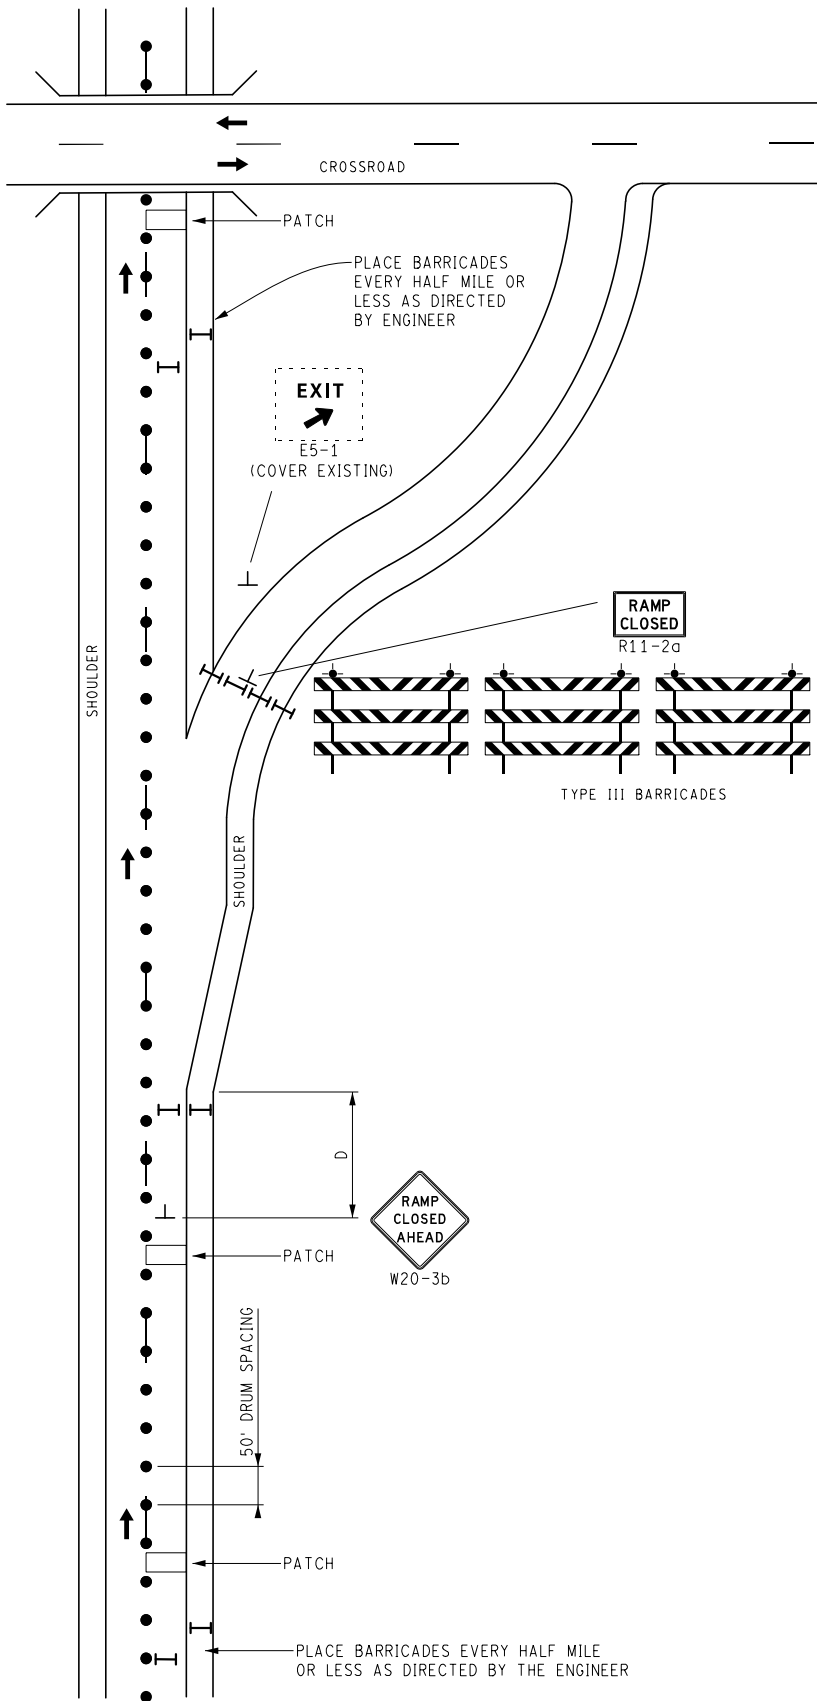 CROSSROAD
PATCH
PLACE BARRICADES
EVERY HALF MILE OR
LESS AS DIRECTED
BY ENGINEER
EXIT
E5-1
(COVER EXISTING)
RAMP
CLOSED
R11-2a
SHOULDER
TYPE III BARRICADES
SHOULDER
D
RAMP
CLOSED
AHEAD
W20-3b
PATCH
50' DRUM SPACING
PATCH
PLACE BARRICADES EVERY HALF MILE
OR LESS AS DIRECTED BY THE ENGINEER